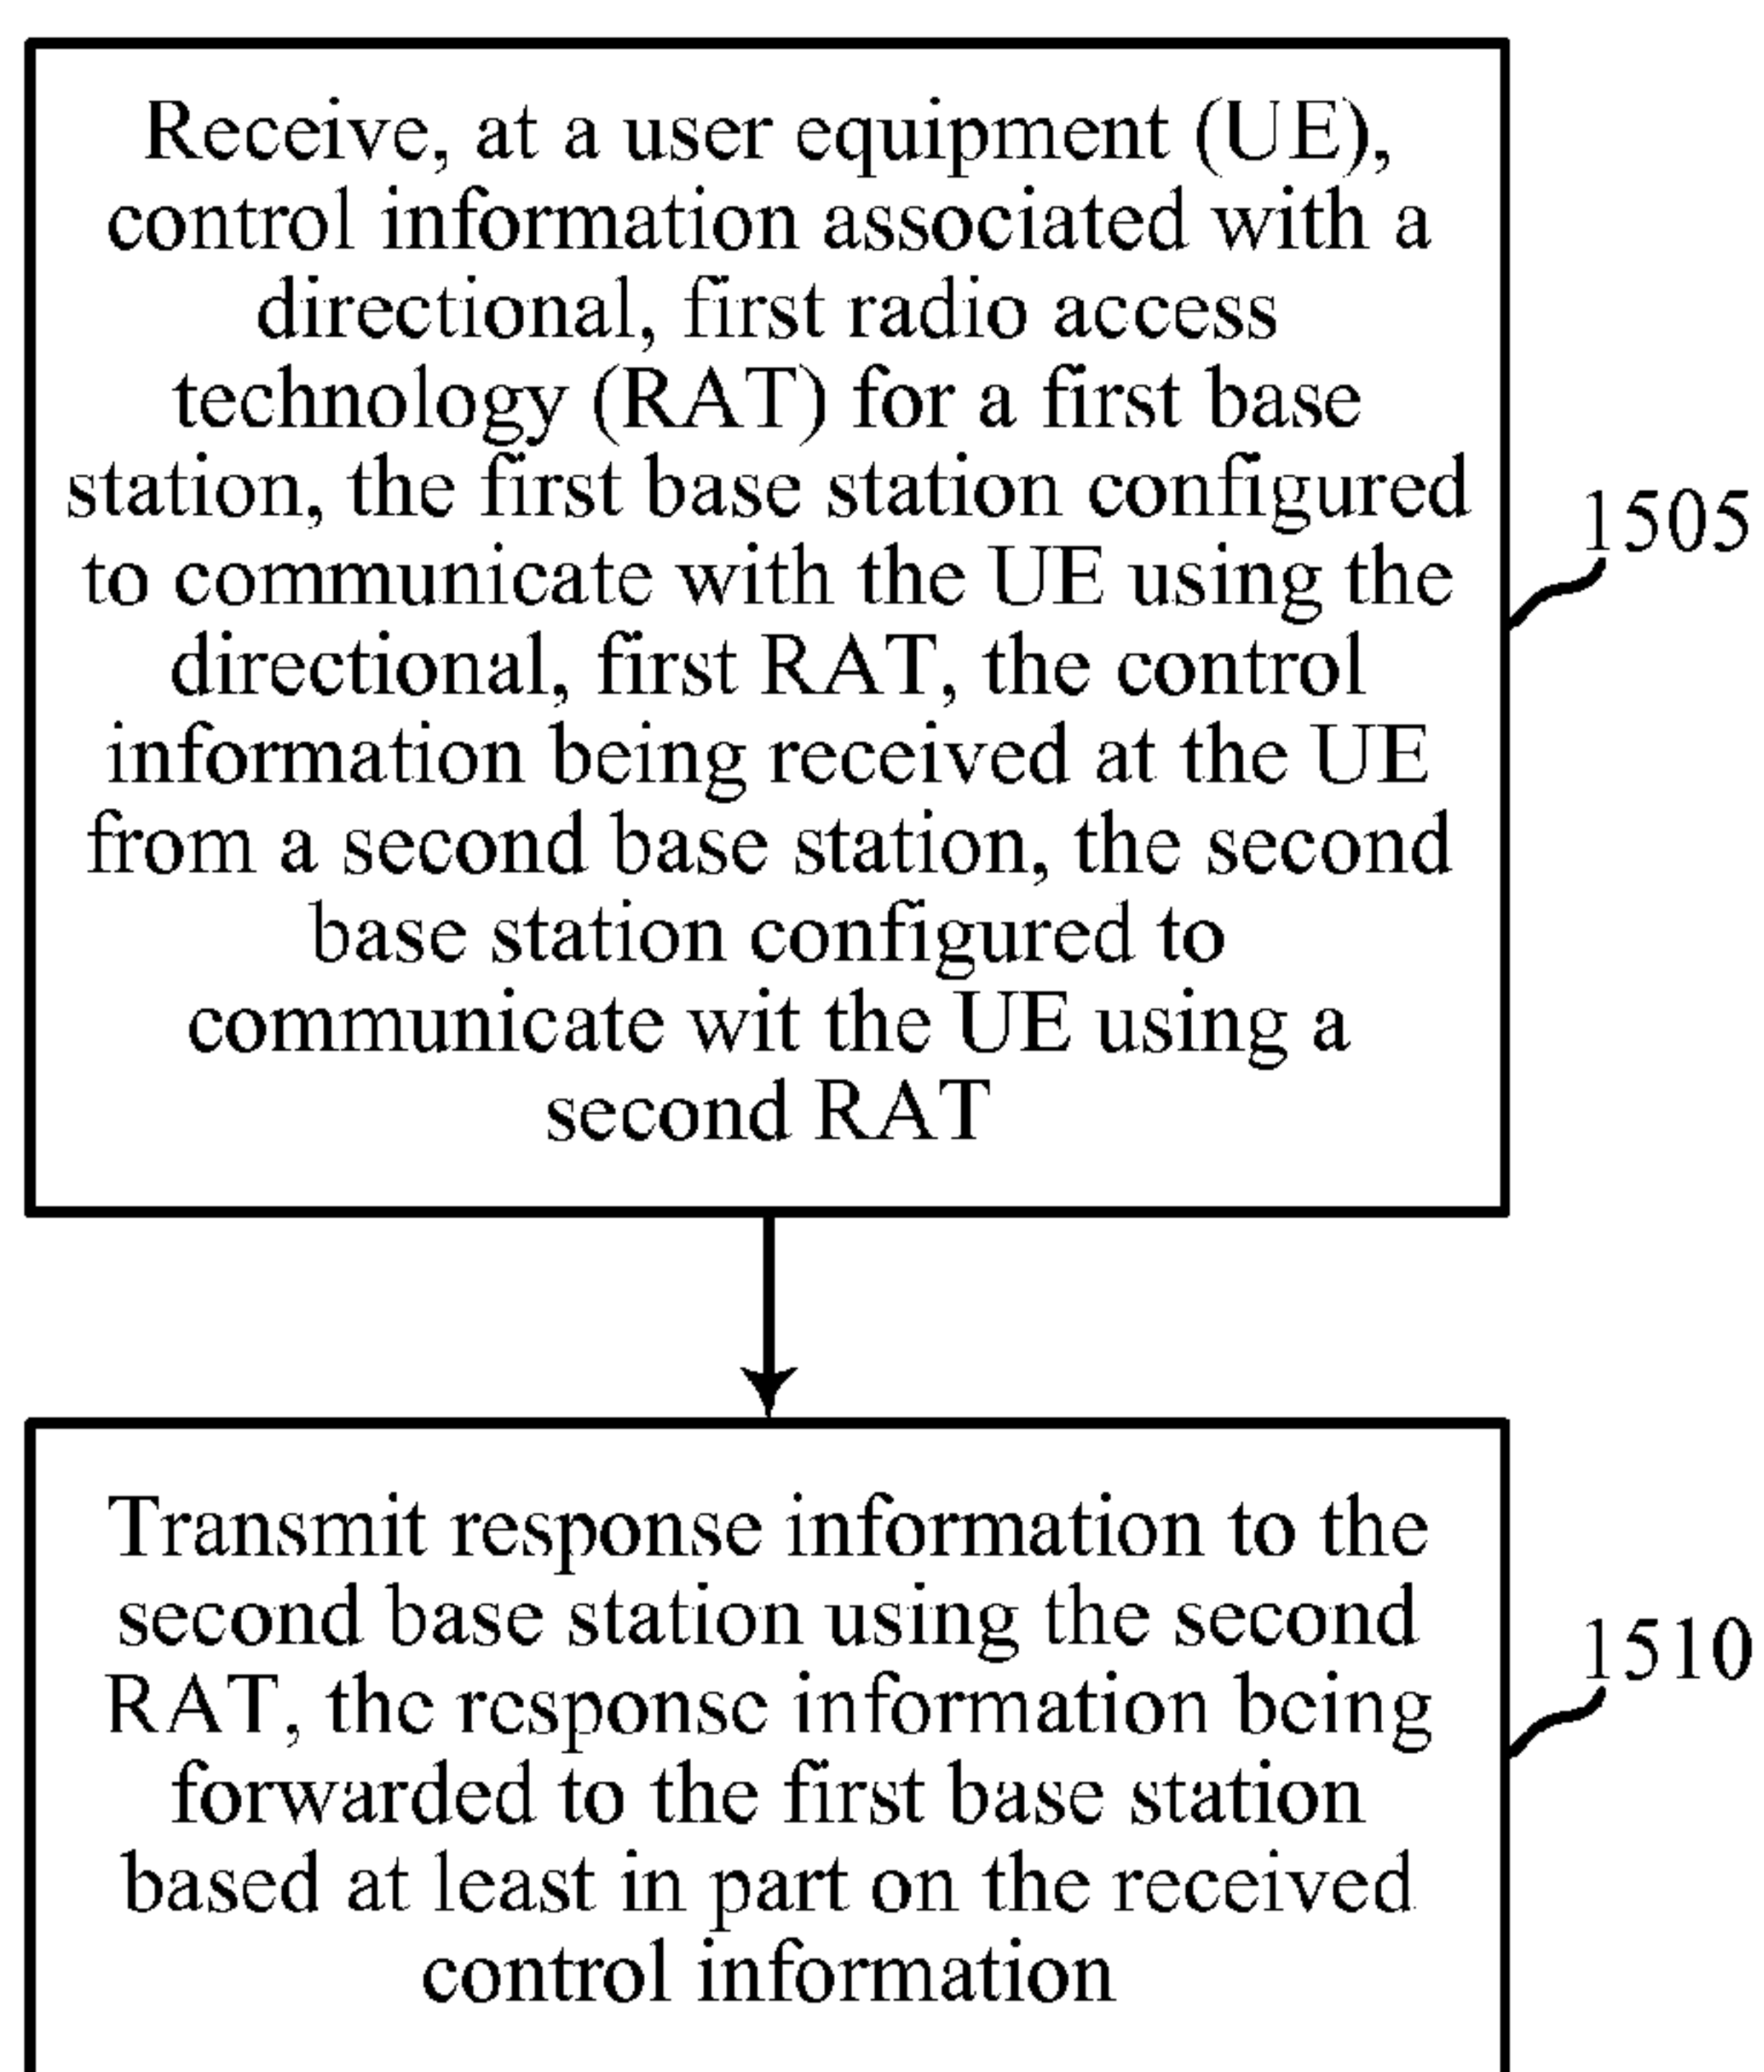 Receive, at a user equipment (UE),
control information associated with a
directional, first radio access
technology (RAT) for a first base
station, the first base station configured
to communicate with the UE using the
directional, first RAT, the control
information being received at the UE
from a second base station, the second
base station configured to
communicate wit the UE using a
second RAT
1505
Transmit response information to the
second base station using the second
RAT, the response information being
forwarded to the first base station
based at least in part on the received
control information
1510